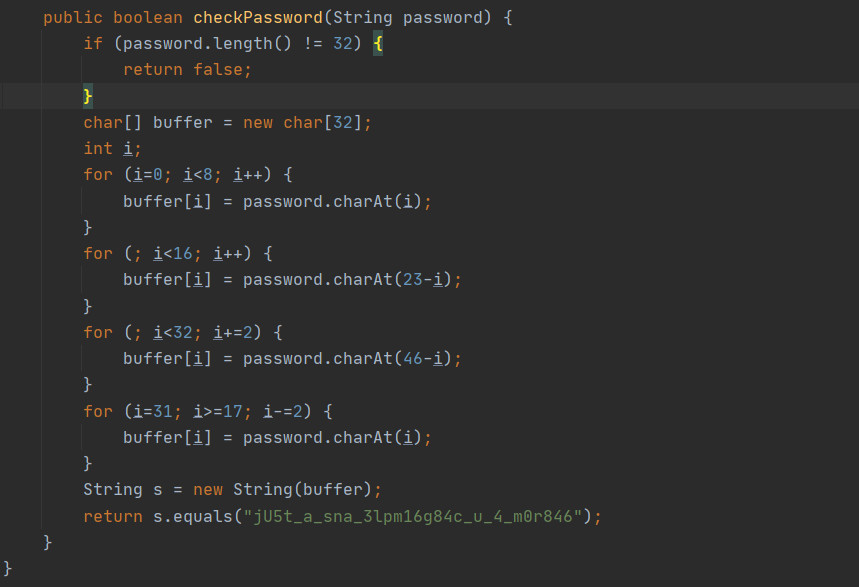 public boolean checkPassword(String password) {
if (password.length() != 32) {
return false;
}
char[] buffer = new char[32];
int i;
for (i=0; i<8; i++) {
buffer[i] = password.charAt(i);
}
for (; i<16; i++) {
buffer[i] = password.charAt(23-i);
}
for (; i<32; i+=2) {
buffer[i] = password.charAt(46-i);
}
for (i=31; i>=17; i-=2) {
buffer[i] = password.charAt(i);
}
String s = new String(buffer);
return s.equals("jU5t_a_sna_3lpm16g84c_u_4_m0r846");
}
}